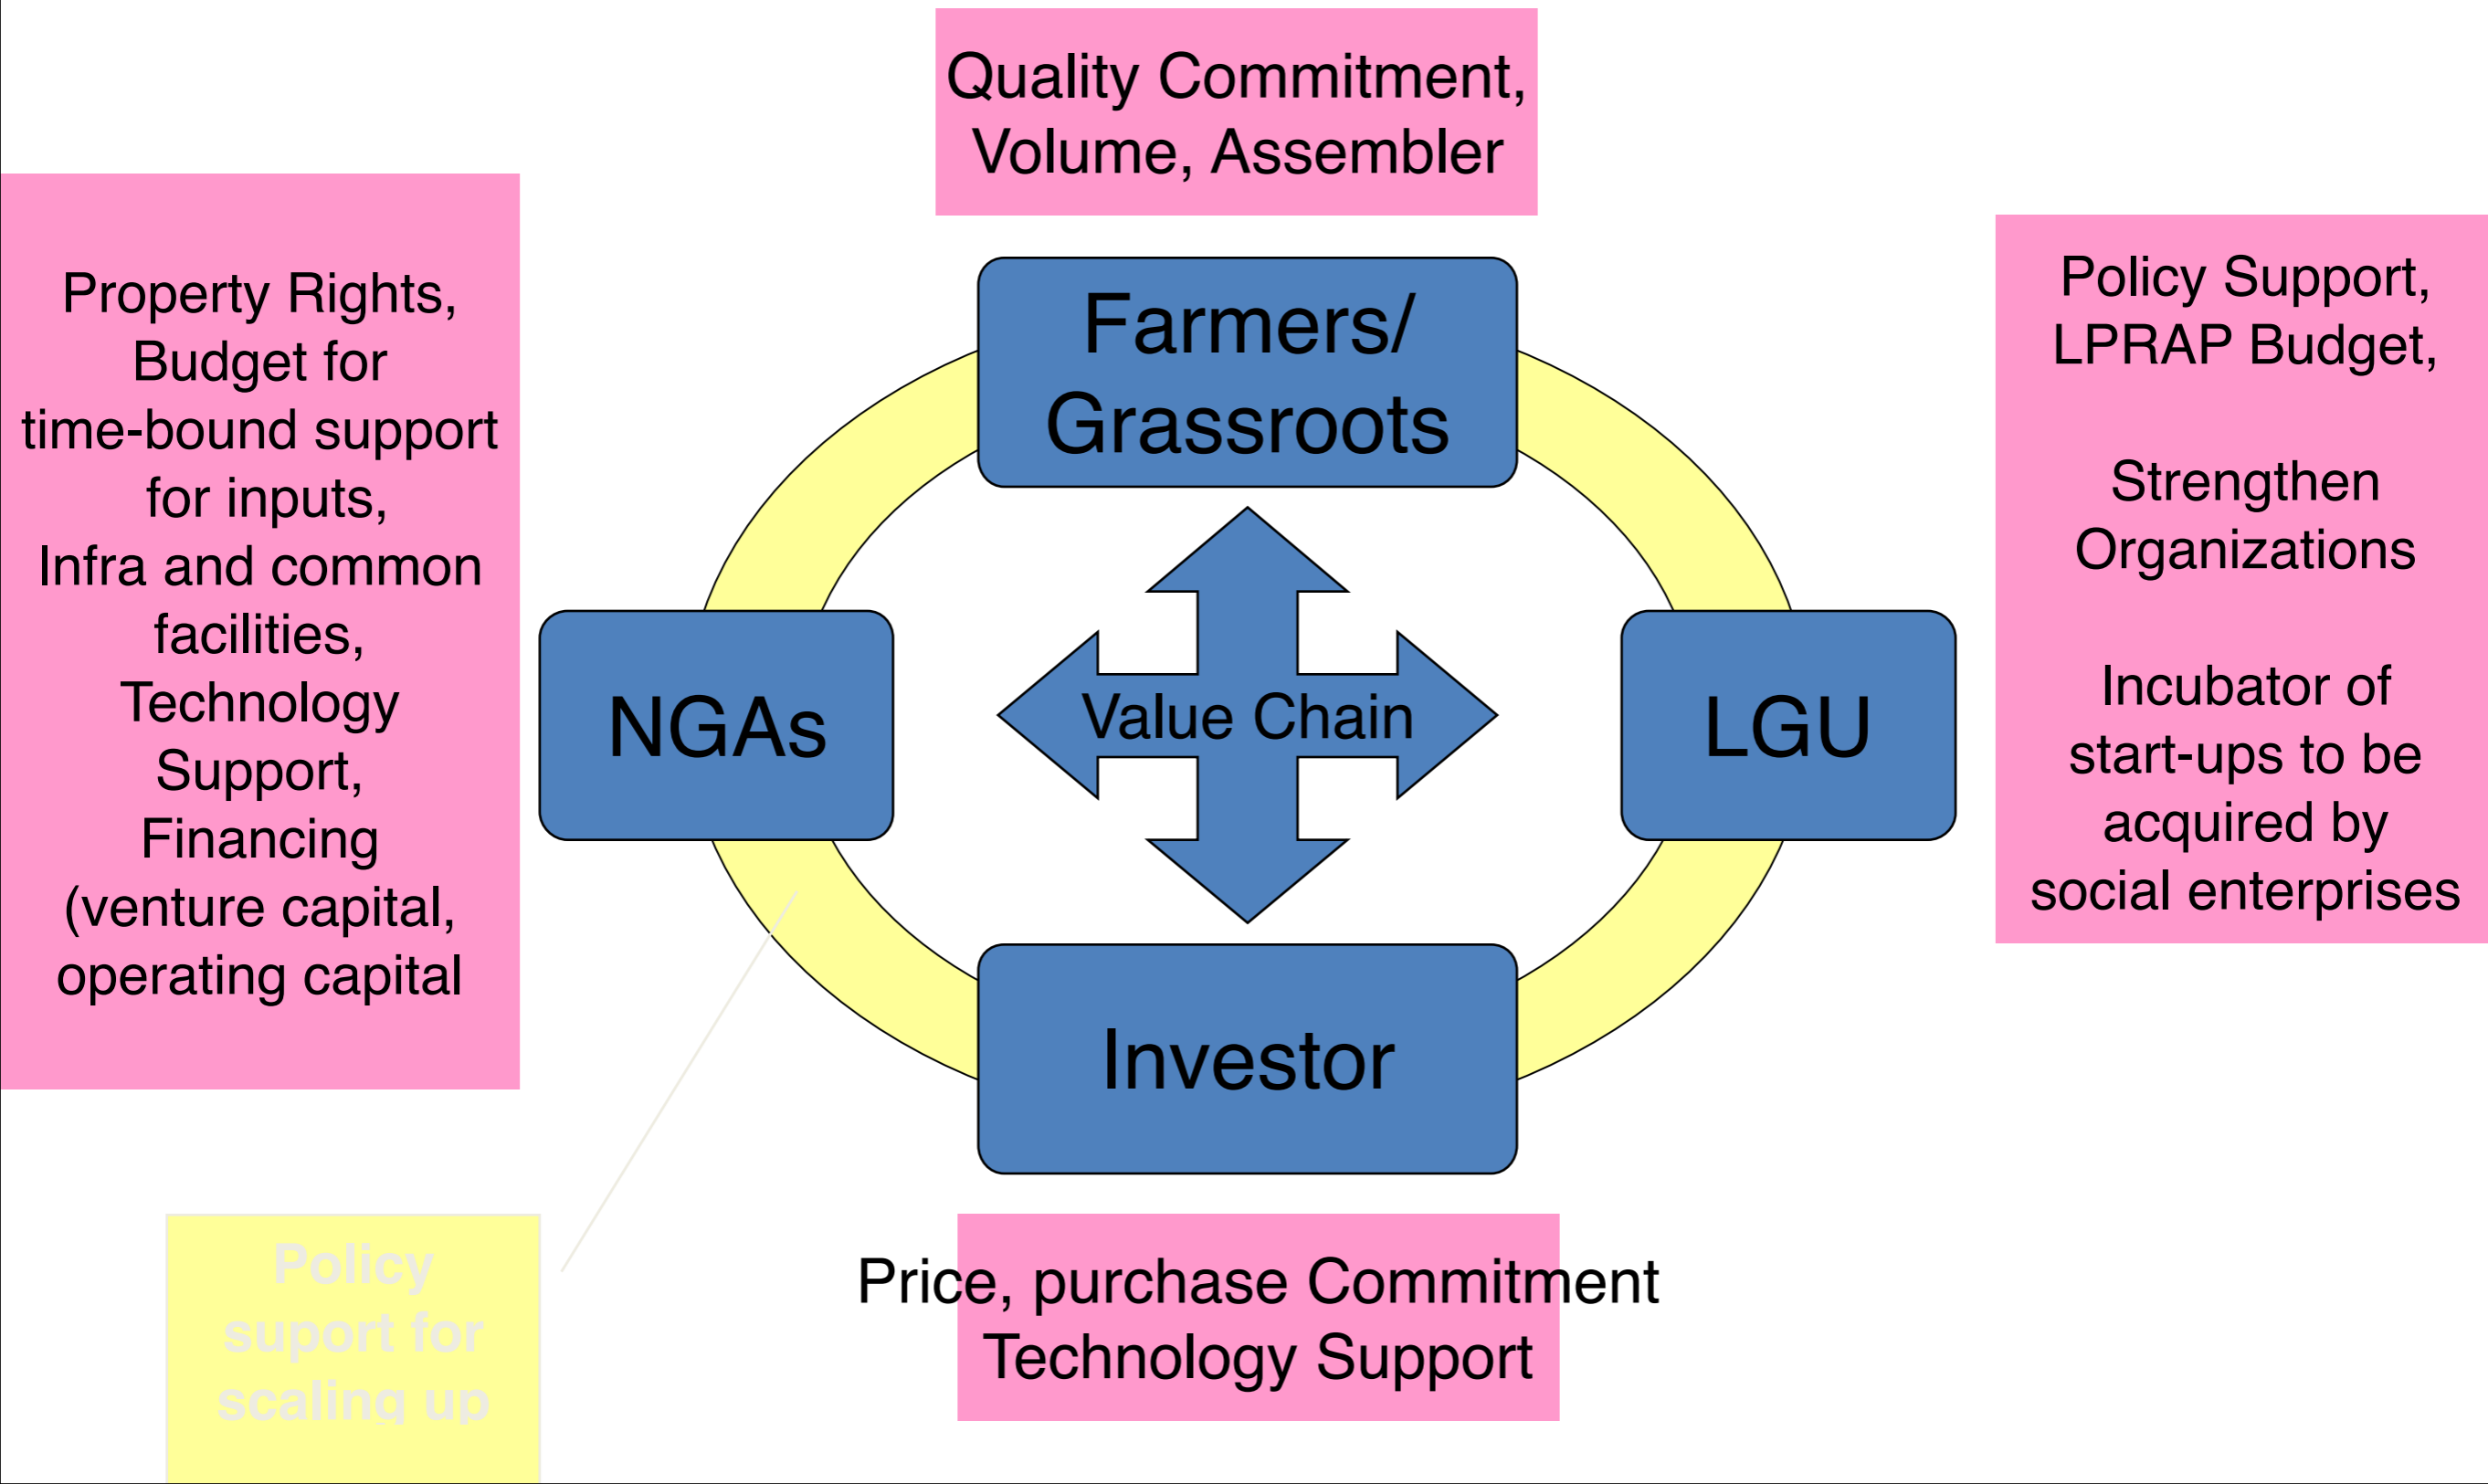 Quality Commitment,
Volume, Assembler
Property Rights,
Budget for
time-bound support
for inputs,
Infra and common
facilities,
Technology
Support,
Financing
(venture capital,
operating capital
Farmers/
Grassroots
Policy Support,
LPRAP Budget,
Strengthen
Organizations
Incubator of
start-ups to be
acquired by
social enterprises
NGAs
Value Chain
LGU
Investor
Price, purchase Commitment
Technology Support
Policy
suport for
scaling up